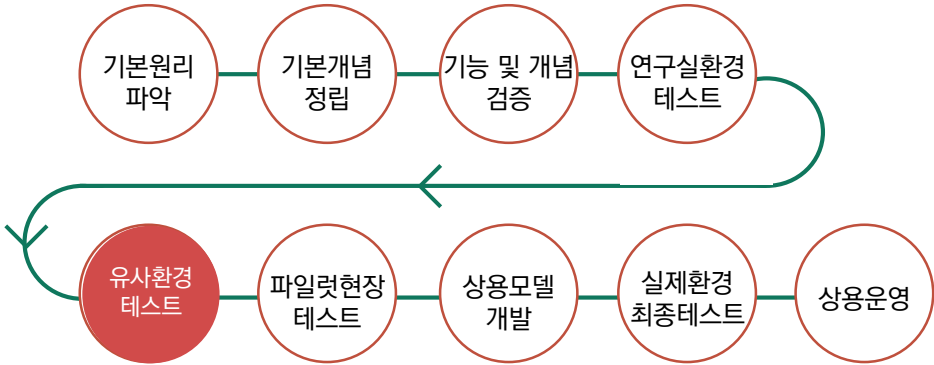 기본원리
파악
기본개념
정립
기능 및 개념
검증
연구실환경
테스트
유사환경
테스트
파일럿현장
테스트
상용모델
개발
실제환경
최종테스트
상용운영